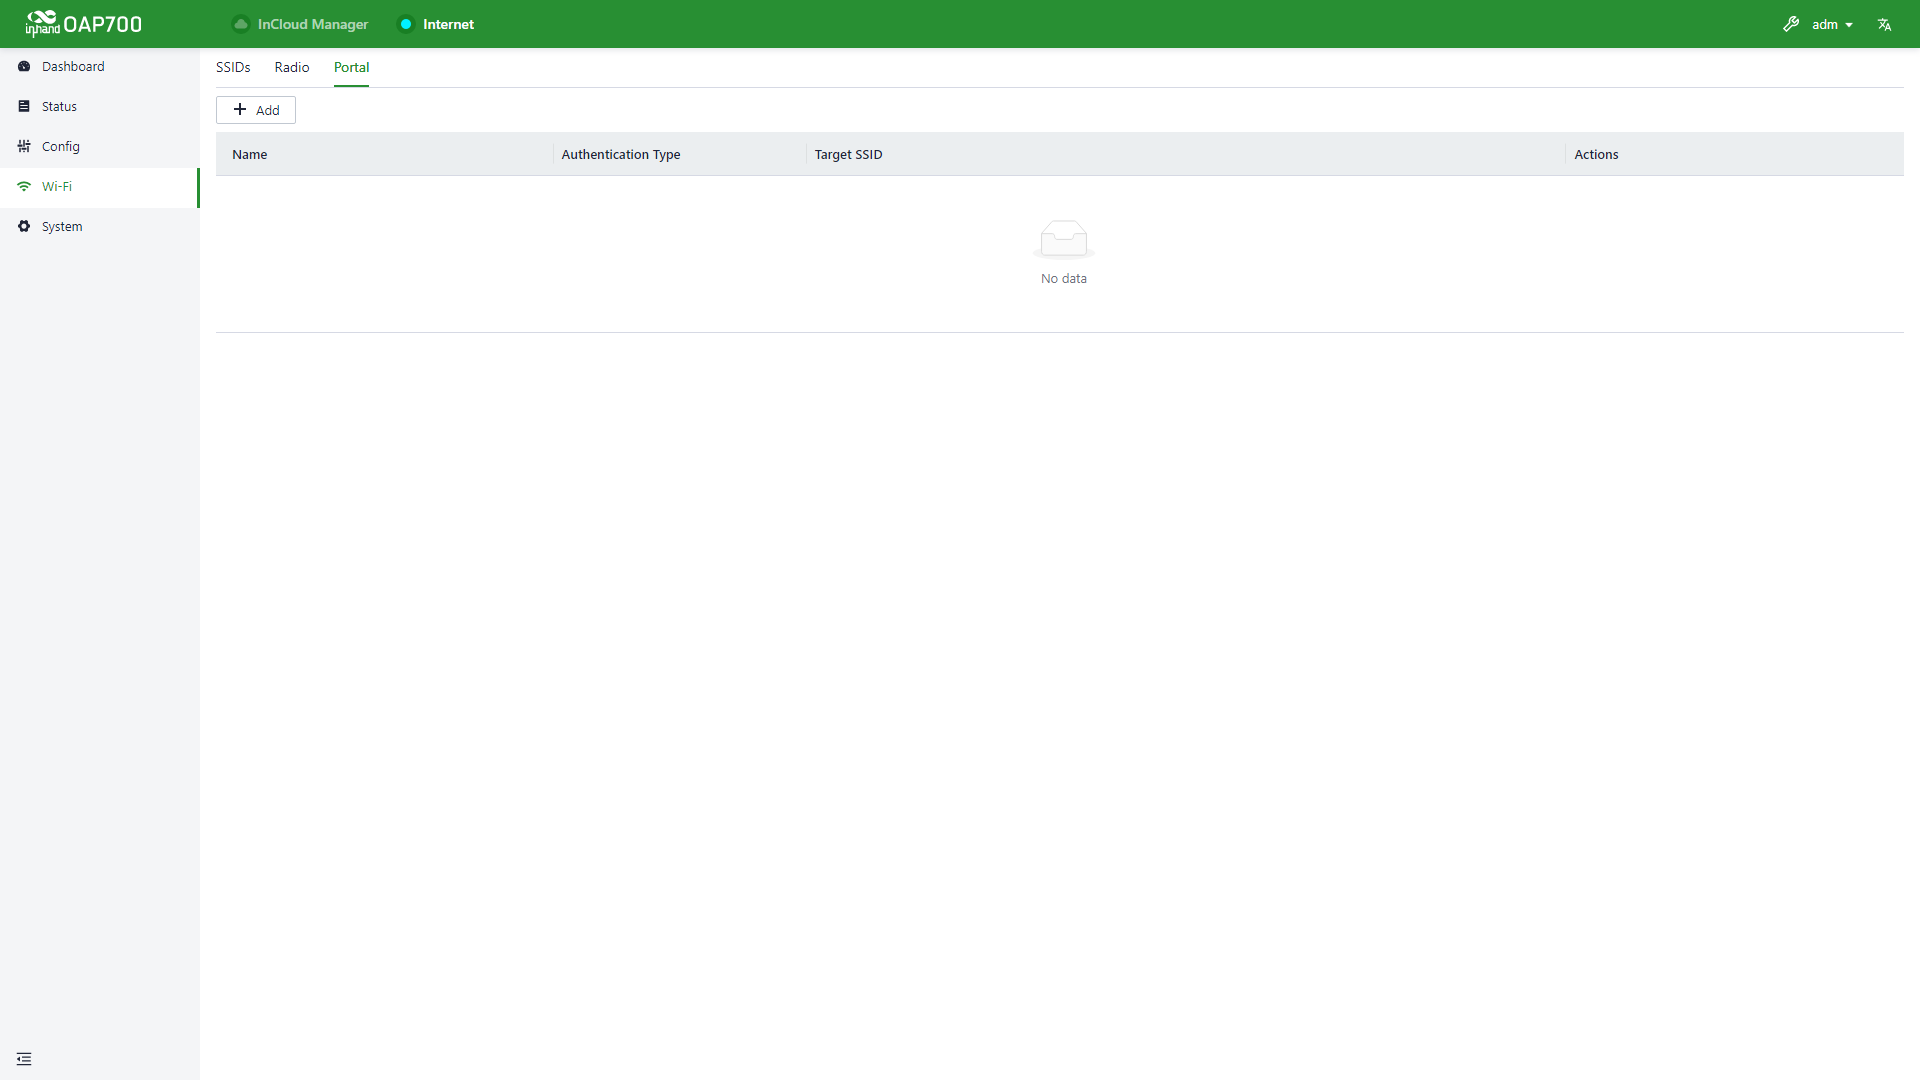 inhand OAP700
InCloud Manager
Internet
adm
Dashboard
Status
Config
Wi-Fi
System
SSIDs
Radio
Portal
Add
Name
Authentication Type
Target SSID
Actions
No data